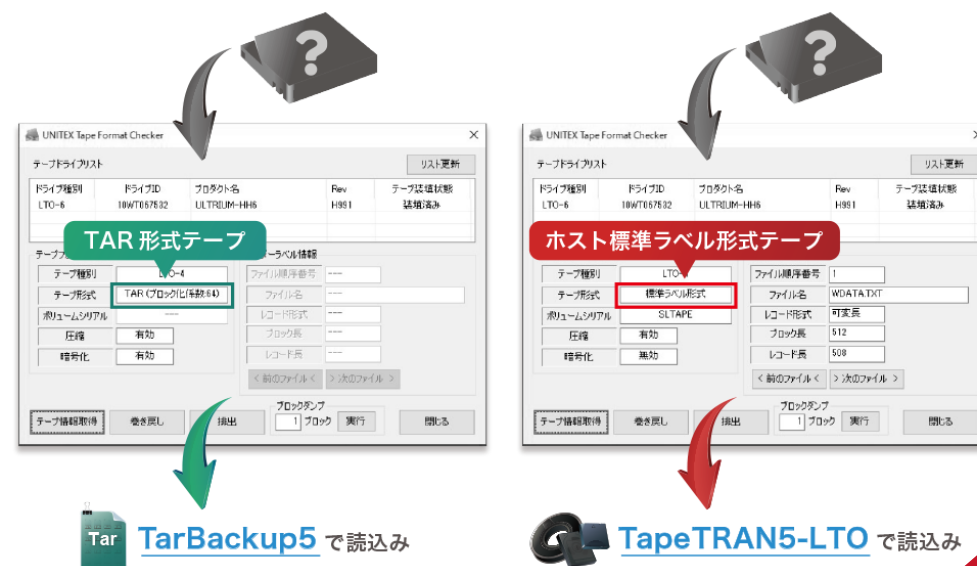 ?
UNITEX Tape Format Checker
テープドライブリスト
リスト更新
ドライブ種別 ドライブID プロダクト名 Rev テープ装填状態
LTO-6 10WT067532 ULTRIUM-HH6 H991 装填済み
TAR 形式テープ
ラベル情報
テープ種別 LTO-4
ファイル順序番号 ----
テープ形式 TAR (ブロック化係数:64)
ファイル名 ----
ボリュームシリアル ----
レコード形式 ----
圧縮 有効
ブロック長 ----
暗号化 有効
レコード長 ----
< 前のファイル < > 次のファイル >
ブロックダンプ
テープ情報取得 巻き戻し 排出 1 ブロック 実行 閉じる
Tar TarBackup5 で読込み
?
UNITEX Tape Format Checker
テープドライブリスト
リスト更新
ドライブ種別 ドライブID プロダクト名 Rev テープ装填状態
LTO-6 10WT067532 ULTRIUM-HH6 H991 装填済み
ホスト標準ラベル形式テープ
テープ種別
ファイル順序番号 1
テープ形式 標準ラベル形式
ファイル名 WDATA.TXT
ボリュームシリアル SLTAPE
レコード形式 可変長
圧縮 有効
ブロック長 512
暗号化 無効
レコード長 508
< 前のファイル < > 次のファイル >
ブロックダンプ
テープ情報取得 巻き戻し 排出 1 ブロック 実行 閉じる
TapeTRAN5-LTO で読込み